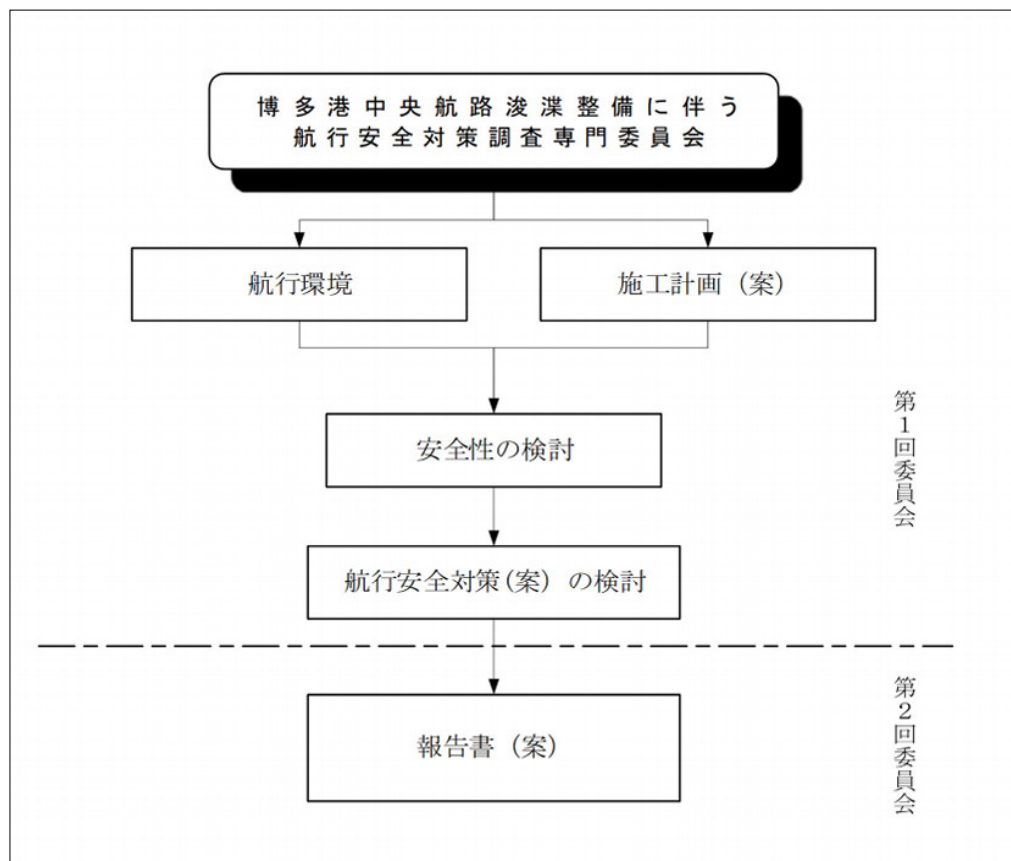 博多港中央航路浚渫整備に伴う
航行安全対策調査専門委員会
航行環境
施工計画（案）
安全性の検討
航行安全対策(案）の検討
第1回委員会
報告書（案）
第2回委員会